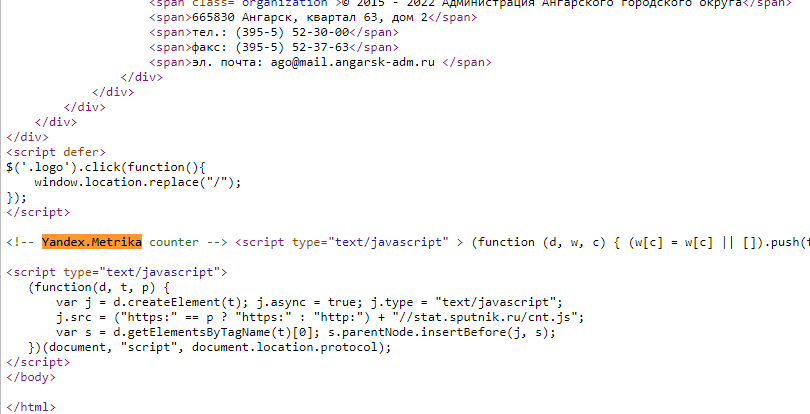 <span class="organization">© 2015 - 2022 Администрация Ангарского городского округа</span>
<span>665830 Ангарск, квартал 63, дом 2</span>
<span>тел.: (395-5) 52-30-00</span>
<span>факс: (395-5) 52-37-63</span>
<span>эл. почта: ago@mail.angarsk-adm.ru </span>
</div>
</div>
</div>
</div>
</div>
<script defer>
$('.logo').click(function(){
window.location.replace("/");
});
</script>
<!-- Yandex.Metrika counter --> <script type="text/javascript" > (function (d, w, c) { (w[c] = w[c] || []).push(f
<script type="text/javascript">
(function(d, t, p) {
var j = d.createElement(t); j.async = true; j.type = "text/javascript";
j.src = ("https:" == p ? "https:" : "http:") + "//stat.sputnik.ru/cnt.js";
var s = d.getElementsByTagName(t)[0]; s.parentNode.insertBefore(j, s);
})(document, "script", document.location.protocol);
</script>
</body>
</html>